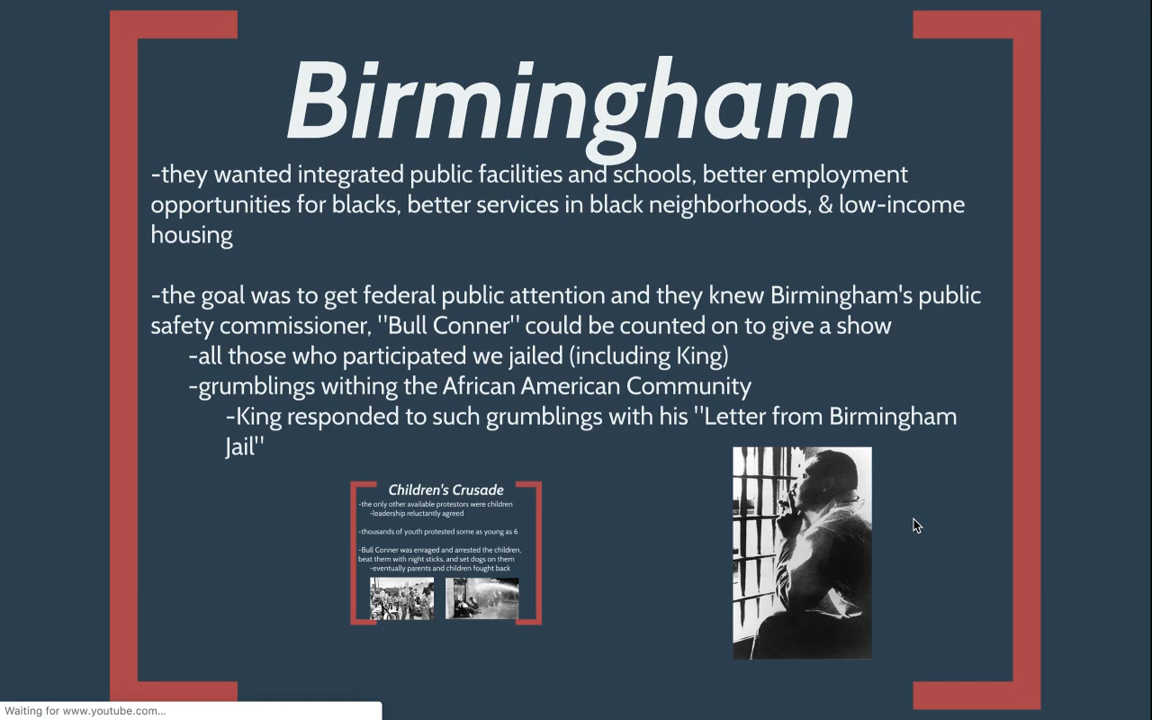 Birmingham
-they wanted integrated public facilities and schools, better employment
opportunities for blacks, better services in black neighborhoods, & low-income
housing
-the goal was to get federal public attention and they knew Birmingham's public
safety commissioner, "Bull Conner" could be counted on to give a show
-all those who participated we jailed (including King)
-grumblings withing the African American Community
-King responded to such grumblings with his "Letter from Birmingham
Jail"
Children's Crusade
-the only other available protestors were children
-leadership reluctantly agreed
-thousands of youth protested some as young as 6
-Bull Conner was enraged and arrested the children,
beat them with night sticks, and set dogs on them
-eventually parents and children fought back
Waiting for www.youtube.com...